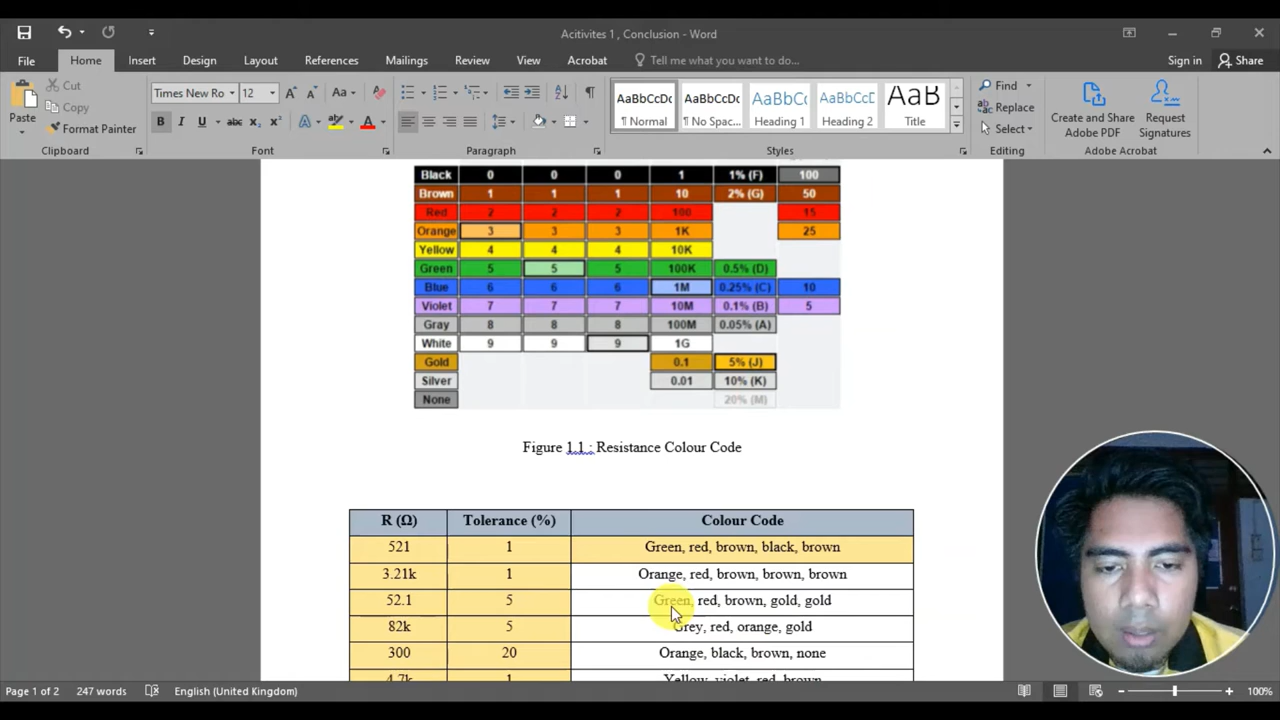 Acitivites 1 , Conclusion - Word
File Home Insert Design Layout References Mailings Review View Acrobat Tell me what you want to do... Sign in Share
Paste
Cut
Copy
Format Painter
Times New Ro 12
AaBbCcDc AaBbCcDc AaBbCc AaBbCcE AaB
¶ Normal ¶ No Spac... Heading 1 Heading 2 Title
Find
Replace
Select
Create and Share
Adobe PDF
Request
Signatures
Clipboard Font Paragraph Styles Editing Adobe Acrobat
Black 0 0 0 1 1% (F) 100
Brown 1 1 1 10 2% (G) 50
Red 2 2 2 100 15
Orange 3 3 3 1K 25
Yellow 4 4 4 10K
Green 5 5 5 100K 0.5% (D)
Blue 6 6 6 1M 0.25% (C) 10
Violet 7 7 7 10M 0.1% (B) 5
Gray 8 8 8 100M 0.05% (A)
White 9 9 9 1G
Gold 0.1 5% (J)
Silver 0.01 10% (K)
None 20% (M)
Figure 1.1 : Resistance Colour Code
R (Ω) Tolerance (%) Colour Code
521 1 Green, red, brown, black, brown
3.21k 1 Orange, red, brown, brown, brown
52.1 5 Green, red, brown, gold, gold
82k 5 Grey, red, orange, gold
300 20 Orange, black, brown, none
4.7k 1 Yellow, violet, red, brown
Page 1 of 2 247 words English (United Kingdom) 100%